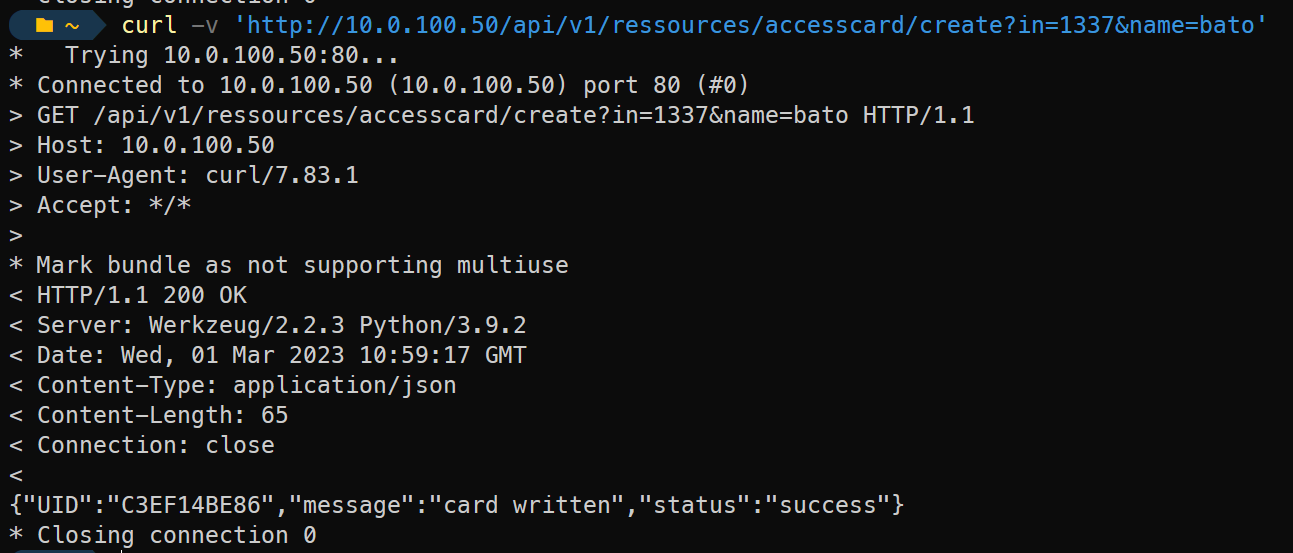 ~ curl -v 'http://10.0.100.50/api/v1/ressources/accesscard/create?in=1337&name=bato'
*   Trying 10.0.100.50:80...
* Connected to 10.0.100.50 (10.0.100.50) port 80 (#0)
> GET /api/v1/ressources/accesscard/create?in=1337&name=bato HTTP/1.1
> Host: 10.0.100.50
> User-Agent: curl/7.83.1
> Accept: */*
>
* Mark bundle as not supporting multiuse
< HTTP/1.1 200 OK
< Server: Werkzeug/2.2.3 Python/3.9.2
< Date: Wed, 01 Mar 2023 10:59:17 GMT
< Content-Type: application/json
< Content-Length: 65
< Connection: close
<
{"UID":"C3EF14BE86","message":"card written","status":"success"}
* Closing connection 0